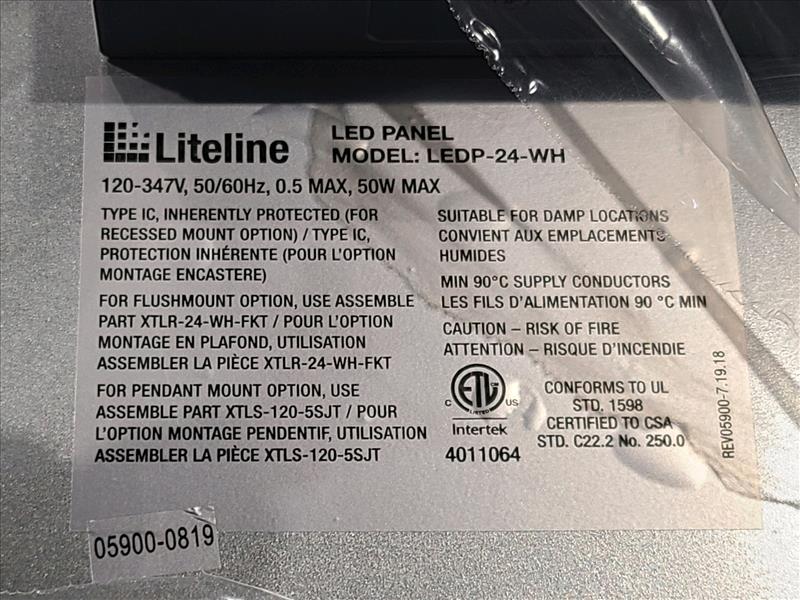 Liteline
LED PANEL
MODEL: LEDP-24-WH
120-347V, 50/60Hz, 0.5 MAX, 50W MAX
TYPE IC, INHERENTLY PROTECTED (FOR
RECESSED MOUNT OPTION) / TYPE IC,
PROTECTION INHÉRENTE (POUR L'OPTION
MONTAGE ENCASTERE)
FOR FLUSHMOUNT OPTION, USE ASSEMBLE
PART XTLR-24-WH-FKT / POUR L'OPTION
MONTAGE EN PLAFOND, UTILISATION
ASSEMBLER LA PIÈCE XTLR-24-WH-FKT
FOR PENDANT MOUNT OPTION, USE
ASSEMBLE PART XTLS-120-5SJT / POUR
L'OPTION MONTAGE PENDENTIF, UTILISATION
ASSEMBLER LA PIÈCE XTLS-120-5SJT
SUITABLE FOR DAMP LOCATIONS
CONVIENT AUX EMPLACEMENTS
HUMIDES
MIN 90°C SUPPLY CONDUCTORS
LES FILS D'ALIMENTATION 90 °C MIN
CAUTION – RISK OF FIRE
ATTENTION – RISQUE D'INCENDIE
ETL
LISTED
C US
Intertek
4011064
CONFORMS TO UL
STD. 1598
CERTIFIED TO CSA
STD. C22.2 No. 250.0
REV05900-7.19.18
05900-0819